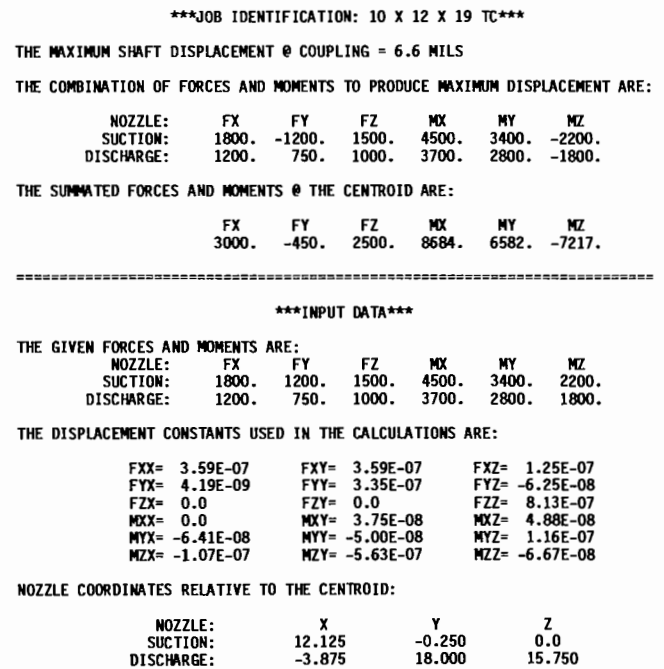 ***JOB IDENTIFICATION: 10 X 12 X 19 TC***
THE MAXIMUM SHAFT DISPLACEMENT @ COUPLING = 6.6 MILS
THE COMBINATION OF FORCES AND MOMENTS TO PRODUCE MAXIMUM DISPLACEMENT ARE:
NOZZLE: FX FY FZ MX MY MZ
SUCTION: 1800. -1200. 1500. 4500. 3400. -2200.
DISCHARGE: 1200. 750. 1000. 3700. 2800. -1800.
THE SUMMATED FORCES AND MOMENTS @ THE CENTROID ARE:
FX FY FZ MX MY MZ
3000. -450. 2500. 8684. 6582. -7217.
==========================================================================
***INPUT DATA***
THE GIVEN FORCES AND MOMENTS ARE:
NOZZLE: FX FY FZ MX MY MZ
SUCTION: 1800. 1200. 1500. 4500. 3400. 2200.
DISCHARGE: 1200. 750. 1000. 3700. 2800. 1800.
THE DISPLACEMENT CONSTANTS USED IN THE CALCULATIONS ARE:
FXX= 3.59E-07 FXY= 3.59E-07 FXZ= 1.25E-07
FYX= 4.19E-09 FYY= 3.35E-07 FYZ= -6.25E-08
FZX= 0.0 FZY= 0.0 FZZ= 8.13E-07
MXX= 0.0 MXY= 3.75E-08 MXZ= 4.88E-08
MYX= -6.41E-08 MYY= -5.00E-08 MYZ= 1.16E-07
MZX= -1.07E-07 MZY= -5.63E-07 MZZ= -6.67E-08
NOZZLE COORDINATES RELATIVE TO THE CENTROID:
NOZZLE: X Y Z
SUCTION: 12.125 -0.250 0.0
DISCHARGE: -3.875 18.000 15.750